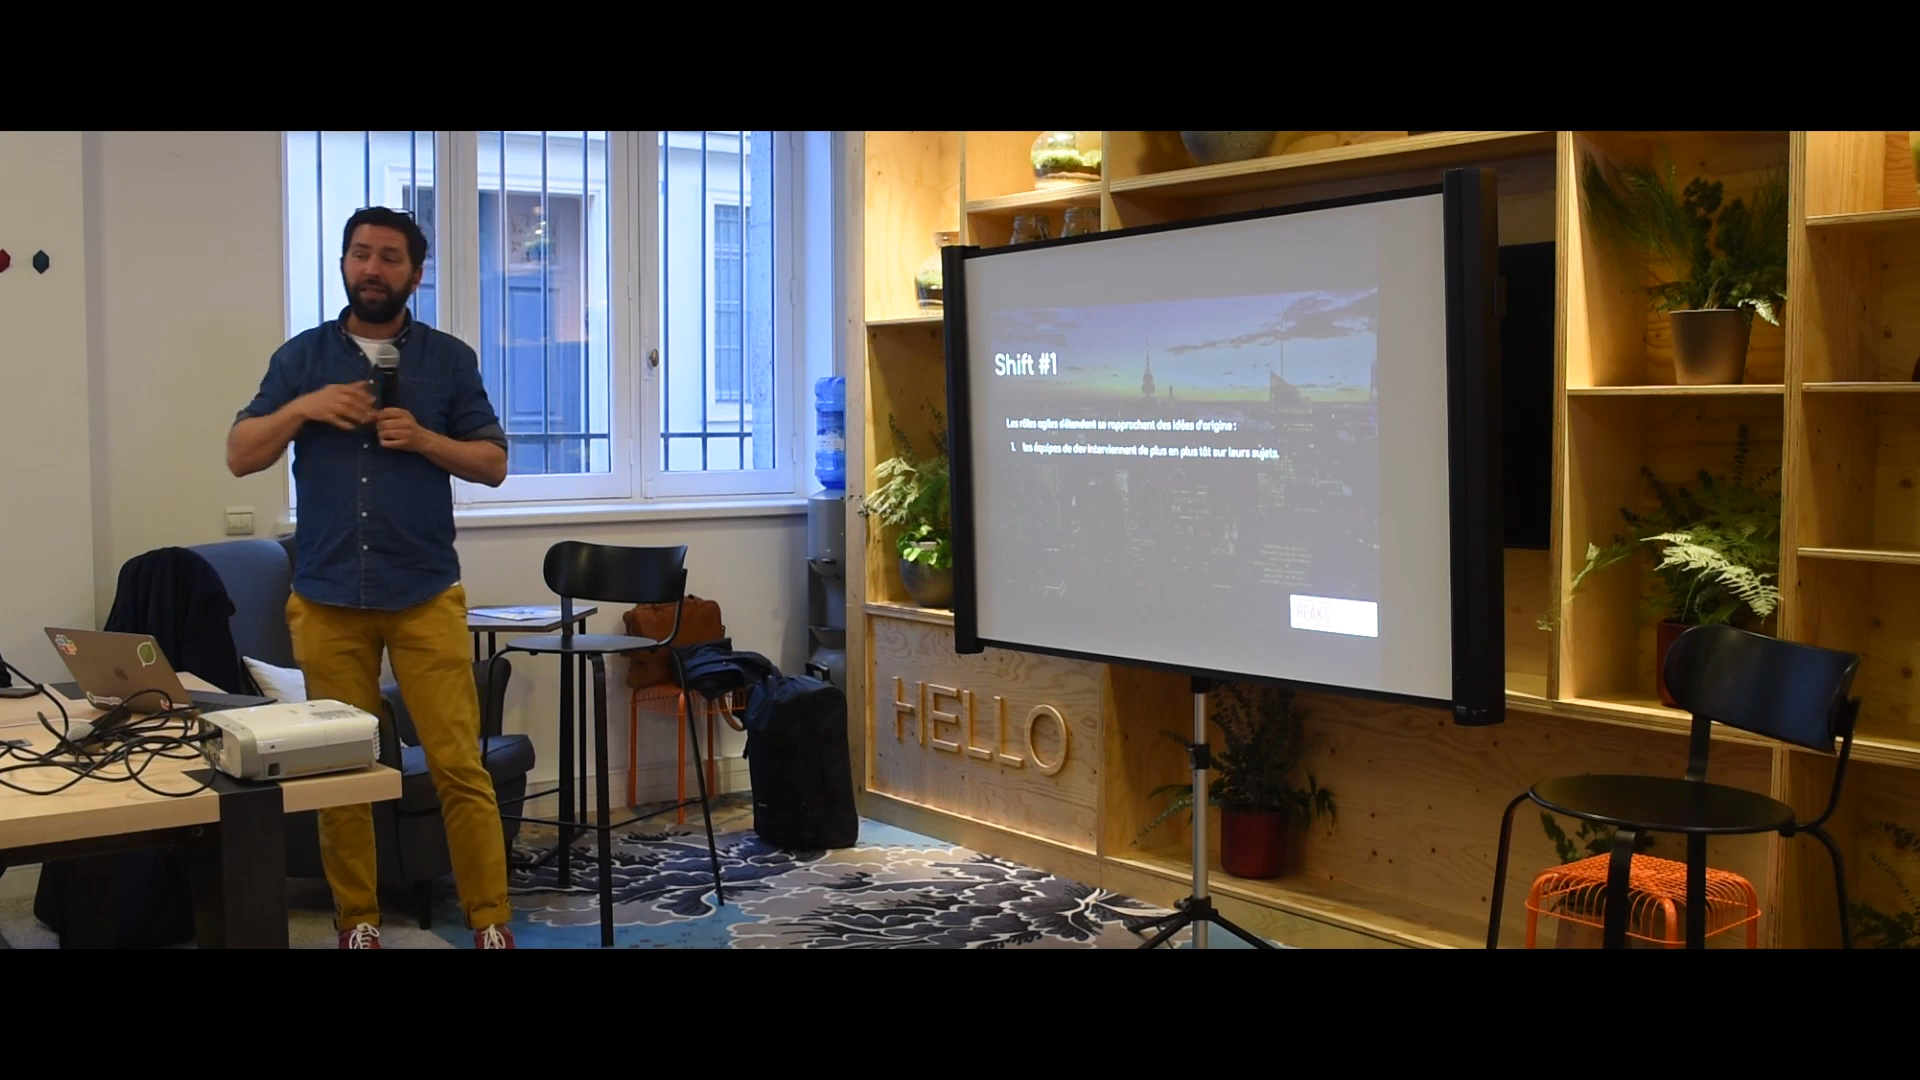 Shift #1
Les rôles agiles s'étendent se rapprochent des idées d'origine :
1. les équipes de dev interviennent de plus en plus tôt sur leurs sujets.
PEAKS
HELLO